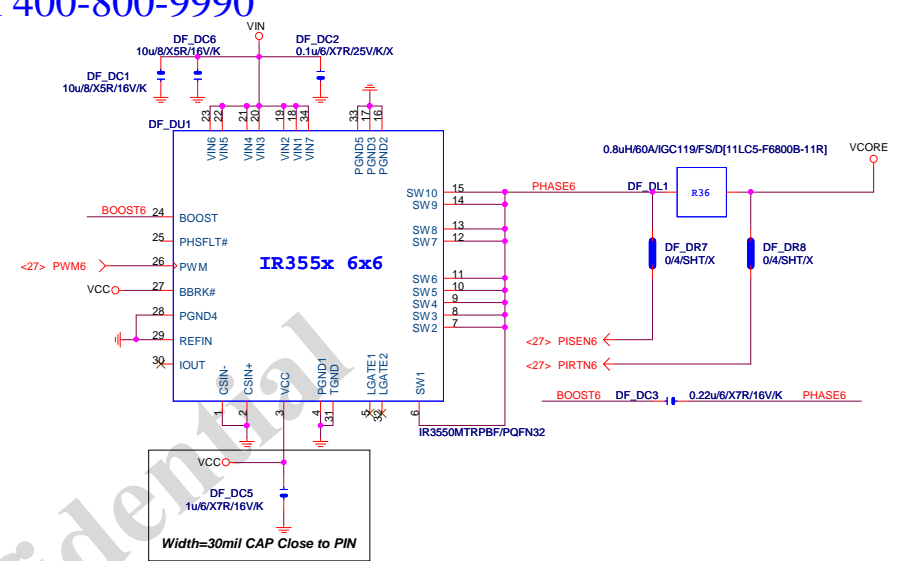 400-800-9990
VIN
DF_DC6
10u/8/X5R/16V/K
DF_DC2
0.1u/6/X7R/25V/K/X
DF_DC1
10u/8/X5R/16V/K
DF_DU1
23 22 21 20 19 18 34 33 17 16
VIN6 VIN5 VIN4 VIN3 VIN2 VIN1 VIN7 PGND5 PGND3 PGND2
0.8uH/60A/IGC119/FS/D[11LC5-F6800B-11R]
VCORE
SW10 15 PHASE6 DF_DL1 R36
SW9 14
BOOST6 24 BOOST
SW8 13
SW7 12
25 PHSFLT#
DF_DR7
0/4/SHT/X
DF_DR8
0/4/SHT/X
<27> PWM6 26 PWM
IR355x 6x6
SW6 11
SW5 10
SW4 9
SW3 8
SW2 7
VCC 27 BBRK#
28 PGND4
29 REFIN
30 IOUT
<27> PISEN6
<27> PIRTN6
CSIN- CSIN+ VCC PGND1 TGND LGATE1 LGATE2 SW1
1 2 3 4 31 5 32 6
BOOST6 DF_DC3 0.22u/6/X7R/16V/K PHASE6
IR3550MTRPBF/PQFN32
VCC
DF_DC5
1u/6/X7R/16V/K
Width=30mil CAP Close to PIN